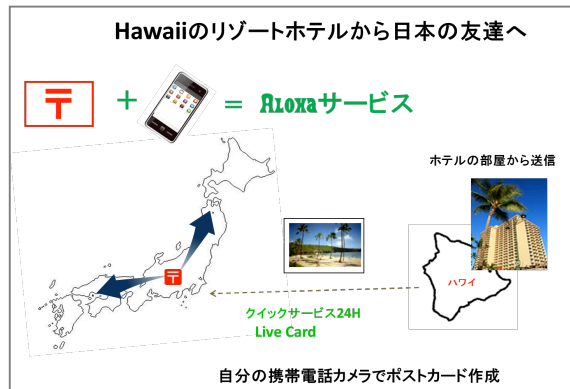 Hawaiiのリゾートホテルから日本の友達へ
〒 + = Aloxaサービス
ホテルの部屋から送信
ハワイ
〒
クイックサービス24H
Live Card
自分の携帯電話カメラでポストカード作成